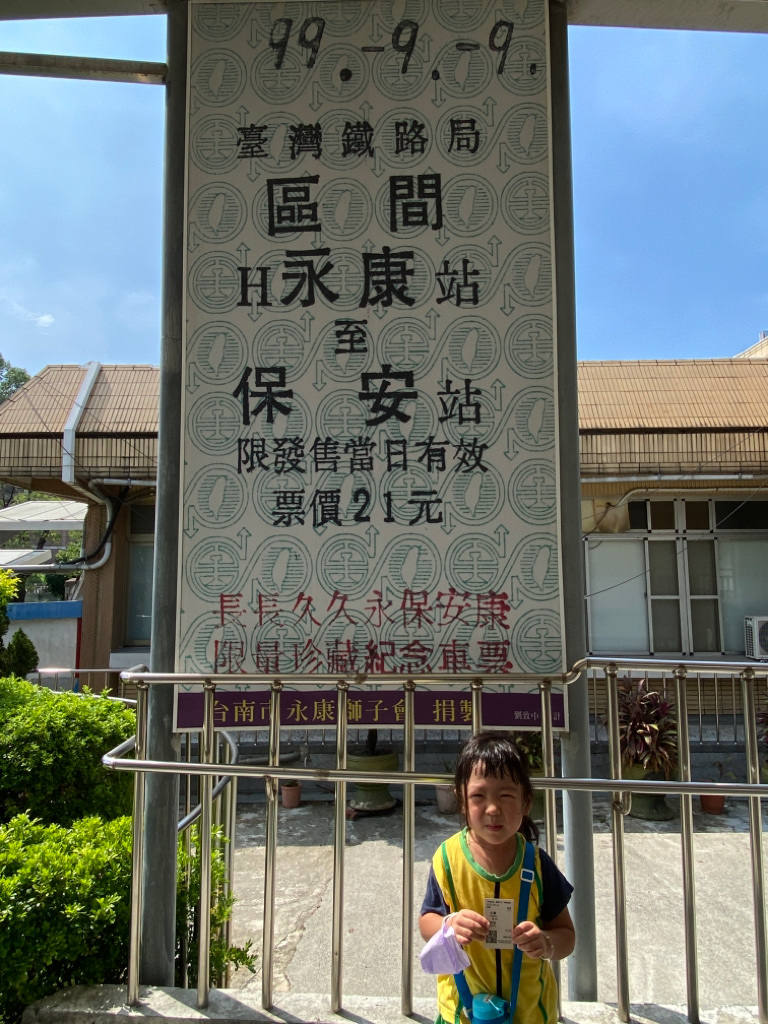 99.-9.-9.
臺灣鐵路局
區間
H永康站
至
保安站
限發售當日有效
票價21元
長長久久永保安康
限量珍藏紀念車票
台南市永康獅子會 捐製